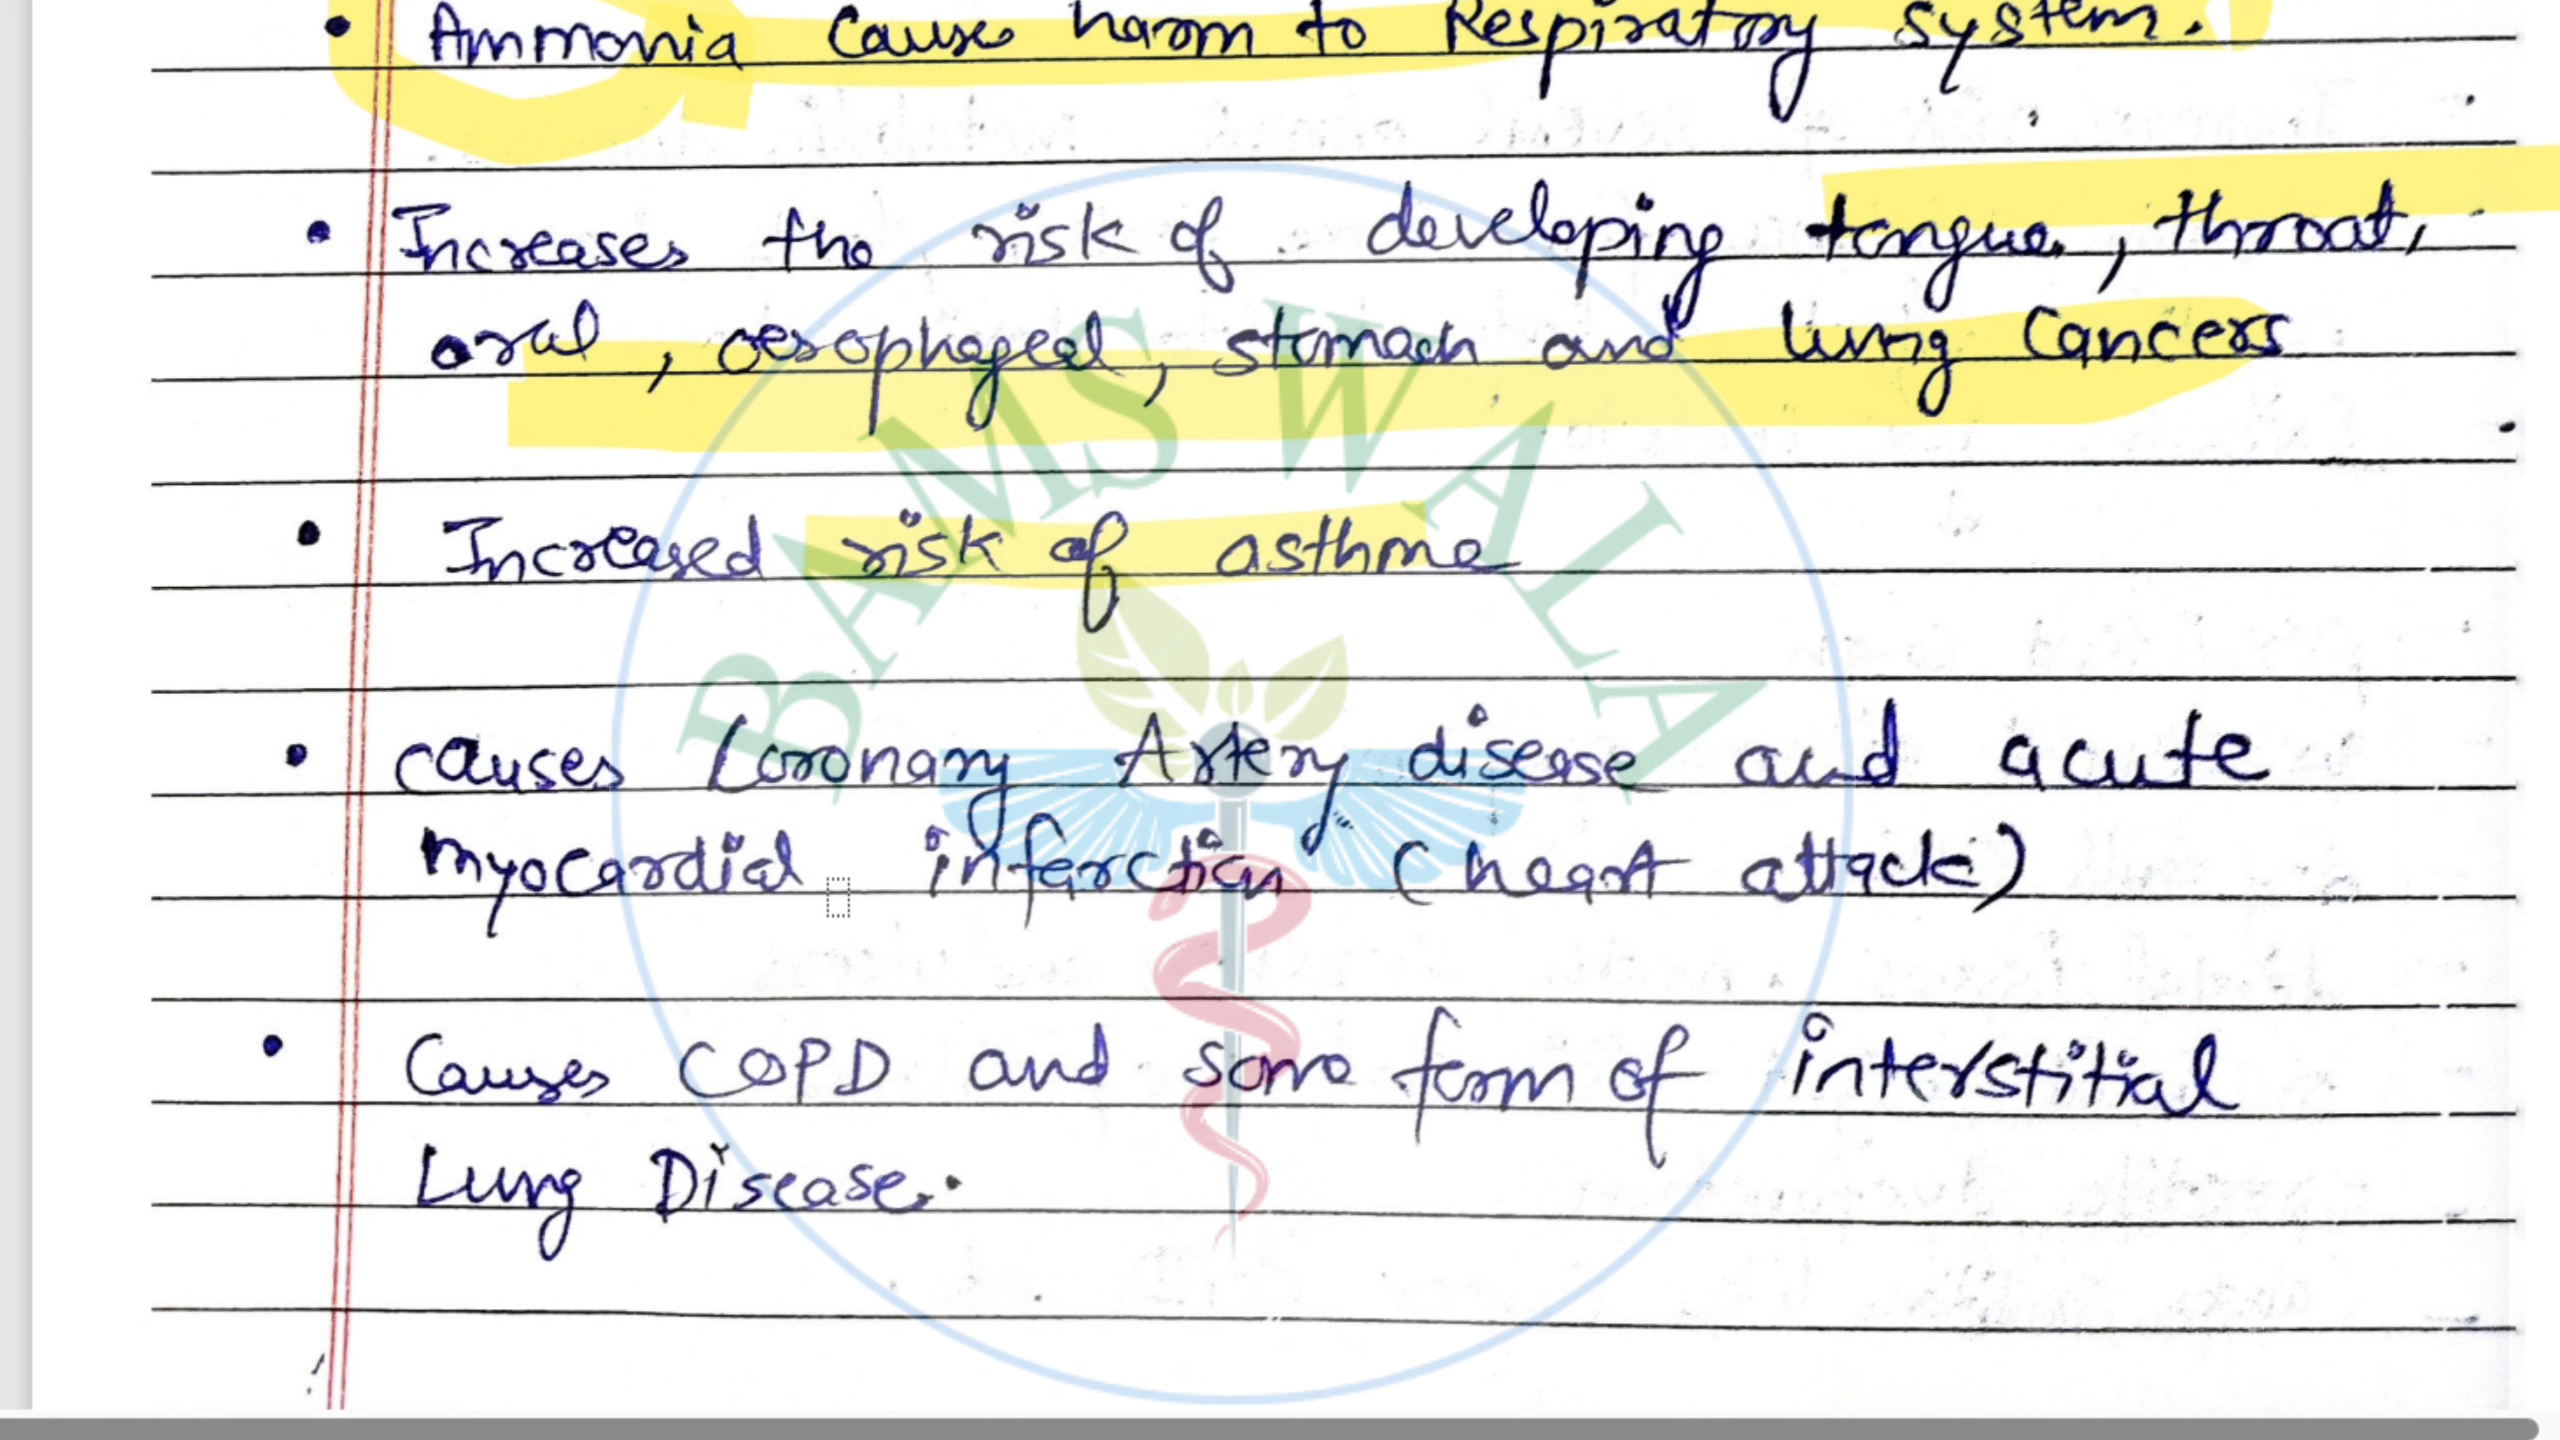 • Ammonia cause harm to Respiratory system.
• Increases the risk of developing tongue, throat,
oral, oesophageal, stomach and lung cancers
• Increased risk of asthma
• causes Coronary Artery disease and acute
myocardial infarction (heart attack)
• Causes COPD and some form of interstitial
Lung Disease.
BAMS WALA